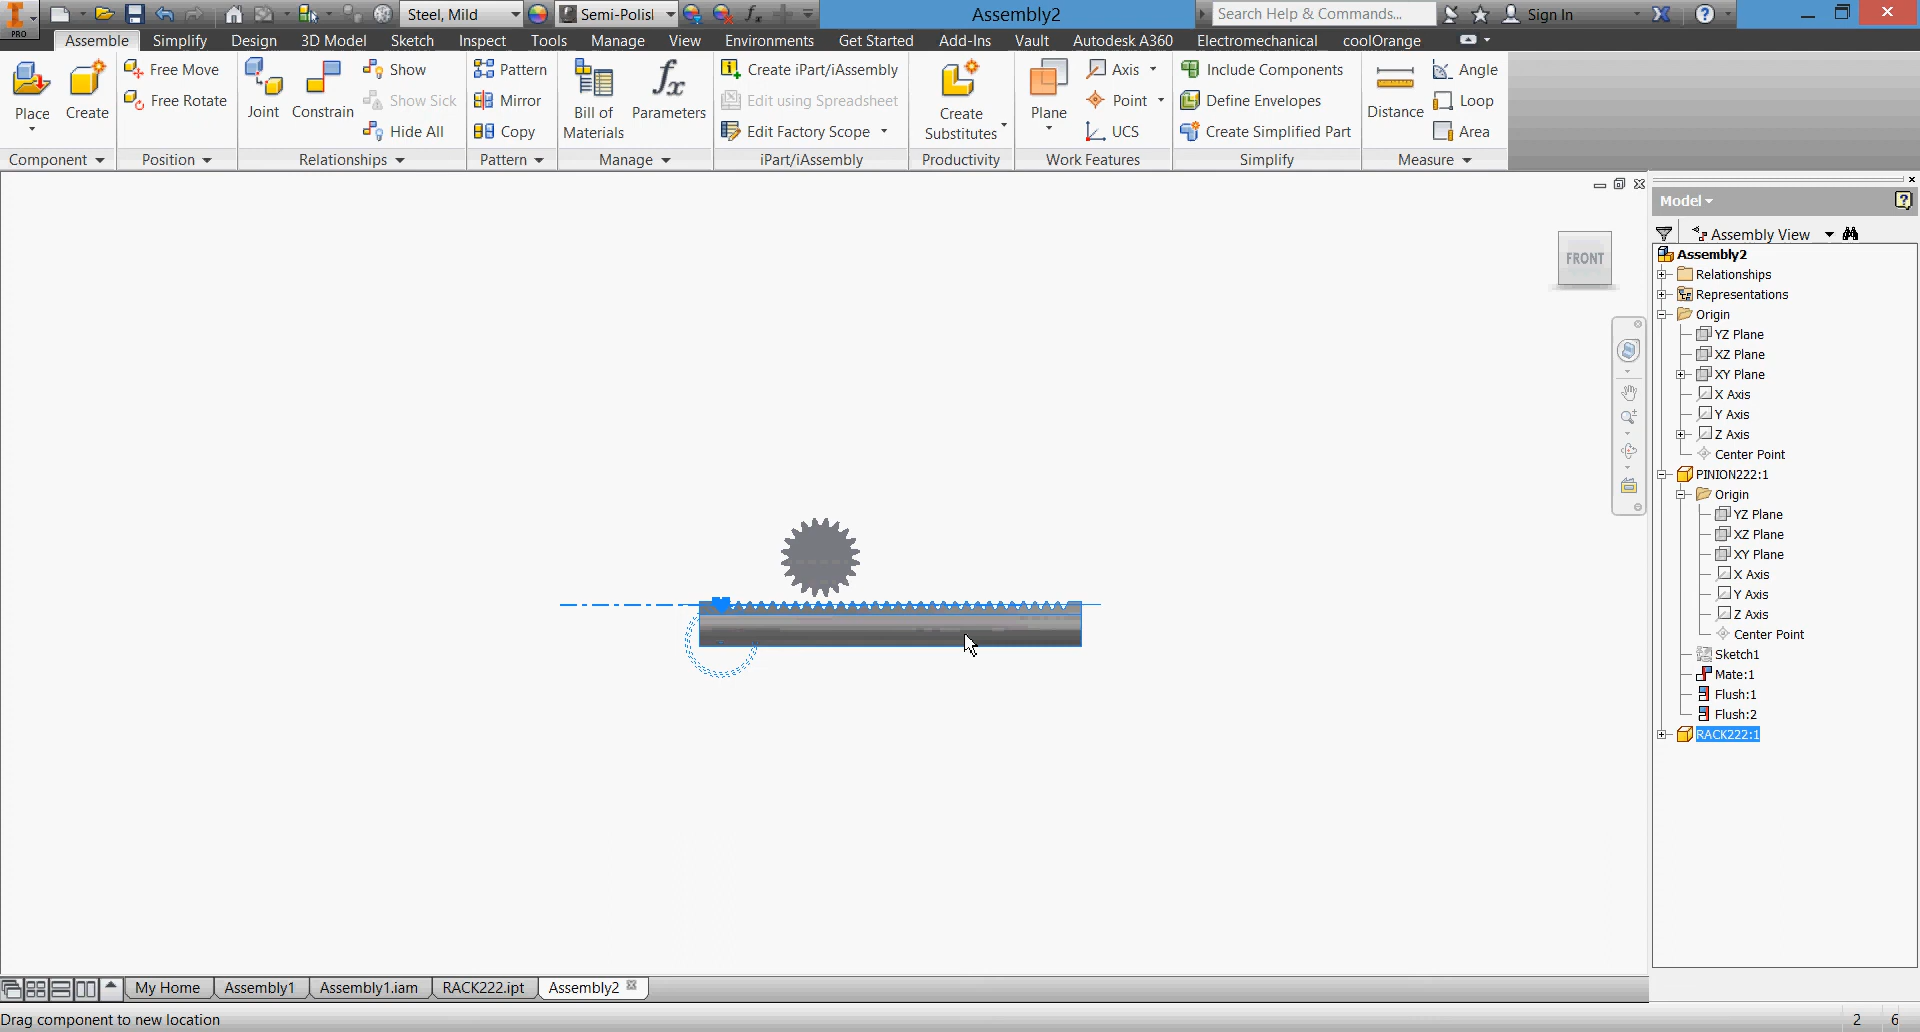 PRO
Steel, Mild
Semi-Polisl
Assembly2
Search Help & Commands...
Sign In
Assemble Simplify Design 3D Model Sketch Inspect Tools Manage View Environments Get Started Add-Ins Vault Autodesk A360 Electromechanical coolOrange
Place
Create
Free Move
Free Rotate
Joint
Constrain
Show
Show Sick
Hide All
Pattern
Mirror
Copy
Bill of
Materials
Parameters
Create iPart/iAssembly
Edit using Spreadsheet
Edit Factory Scope
Create
Substitutes
Plane
Axis
Point
UCS
Include Components
Define Envelopes
Create Simplified Part
Distance
Angle
Loop
Area
Component Position Relationships Pattern Manage iPart/iAssembly Productivity Work Features Simplify Measure
FRONT
Model
Assembly View
Assembly2
Relationships
Representations
Origin
YZ Plane
XZ Plane
XY Plane
X Axis
Y Axis
Z Axis
Center Point
PINION222:1
Origin
YZ Plane
XZ Plane
XY Plane
X Axis
Y Axis
Z Axis
Center Point
Sketch1
Mate:1
Flush:1
Flush:2
RACK222:1
My Home Assembly1 Assembly1.iam RACK222.ipt Assembly2
Drag component to new location
2 6